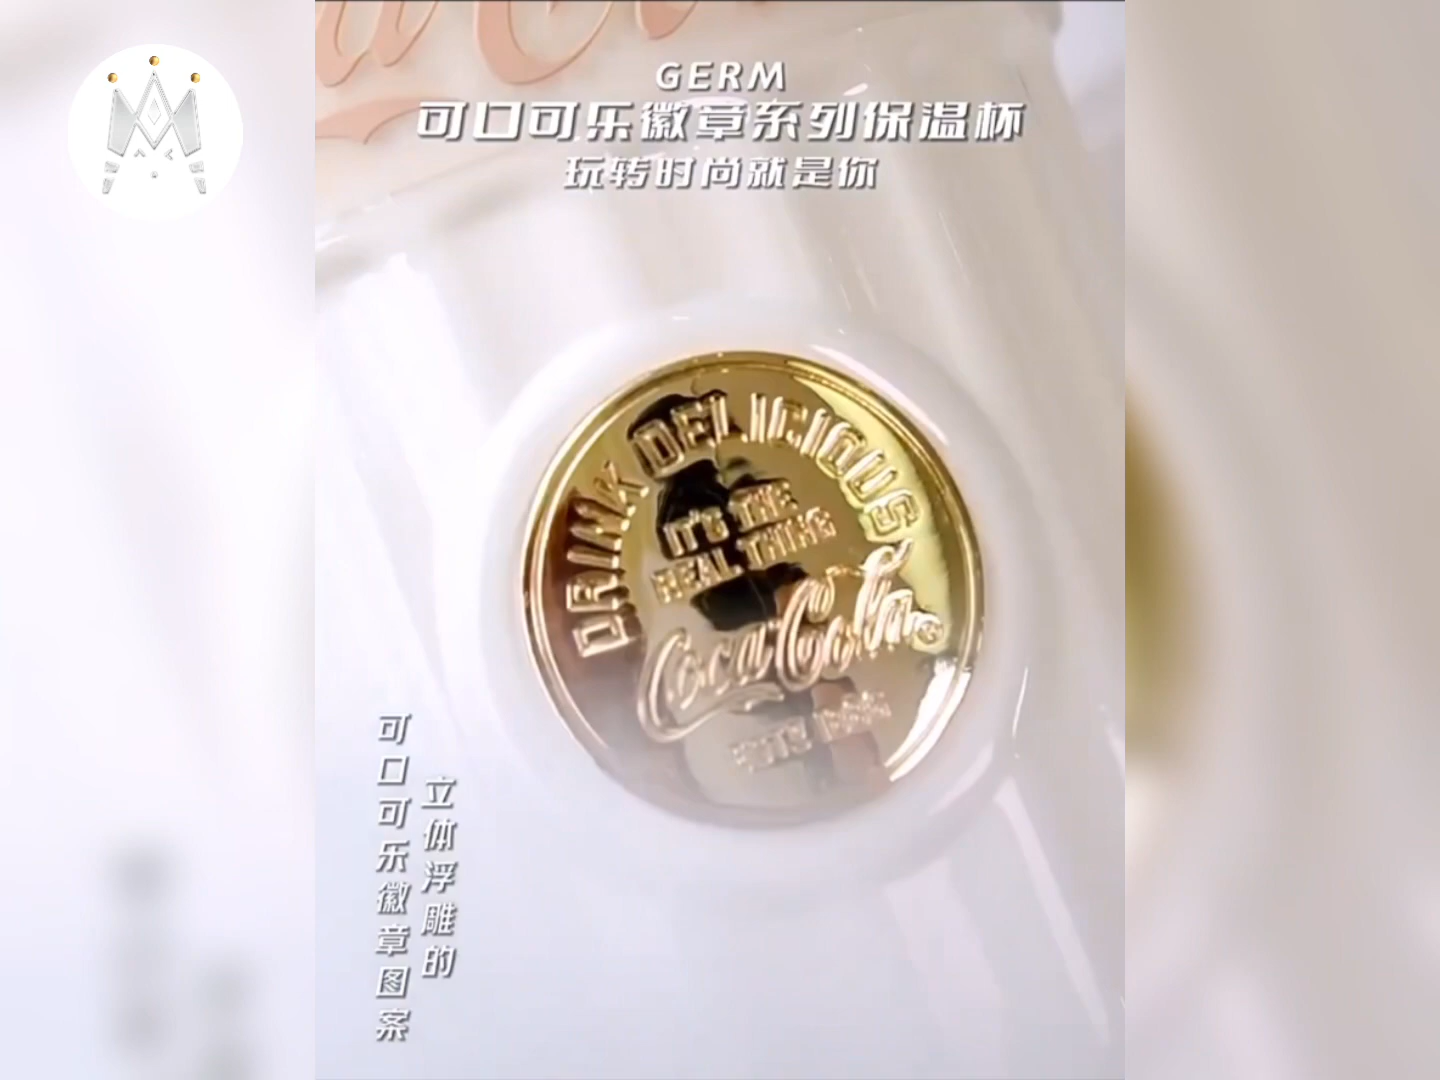 GERM
可口可乐徽章系列保温杯
玩转时尚就是你
DRINK DELICIOUS
IT'S THE
REAL THING
Coca-Cola®
立体浮雕的
可口可乐徽章图案